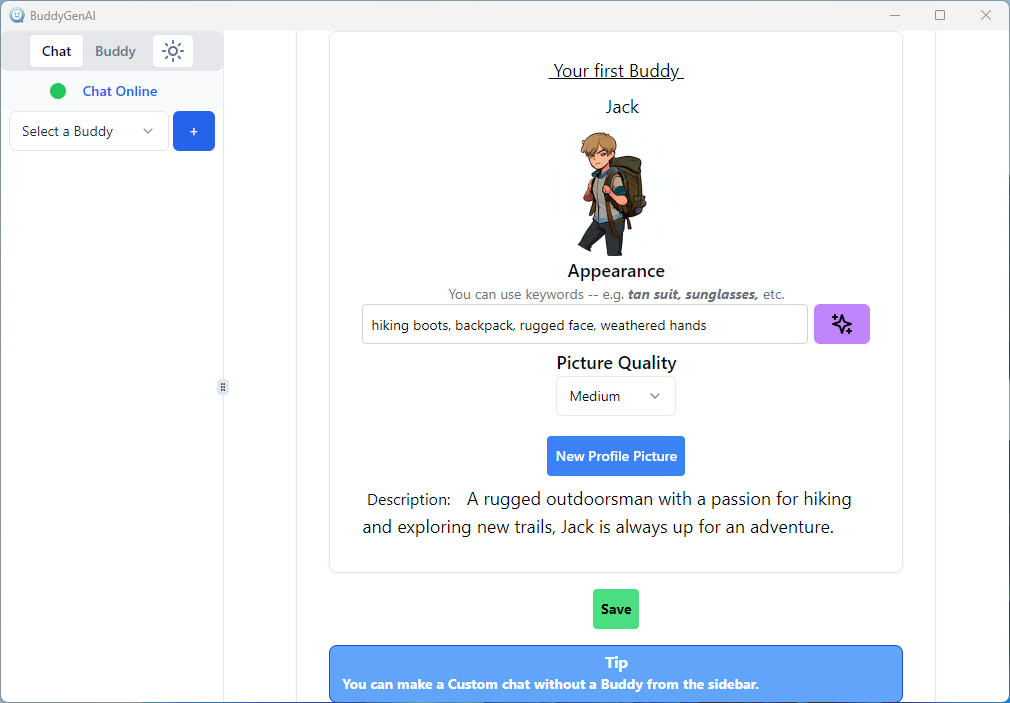 BuddyGenAI
Chat Buddy
Chat Online
Select a Buddy +
Your first Buddy
Jack
Appearance
You can use keywords -- e.g. tan suit, sunglasses, etc.
hiking boots, backpack, rugged face, weathered hands
Picture Quality
Medium
New Profile Picture
Description: A rugged outdoorsman with a passion for hiking
and exploring new trails, Jack is always up for an adventure.
Save
Tip
You can make a Custom chat without a Buddy from the sidebar.